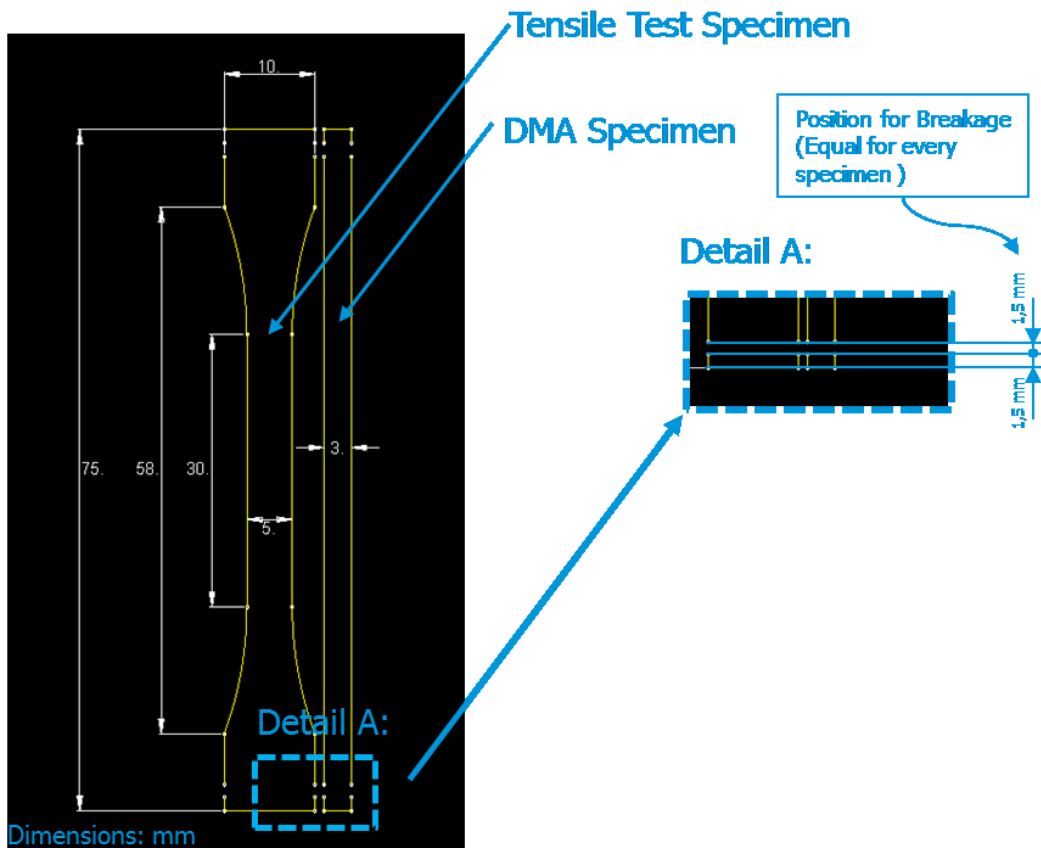 Tensile Test Specimen
10.
DMA Specimen
Position for Breakage
(Equal for every
specimen )
Detail A:
1,5 mm
1,5 mm
75.
58.
30.
3.
5.
Detail A:
Dimensions: mm